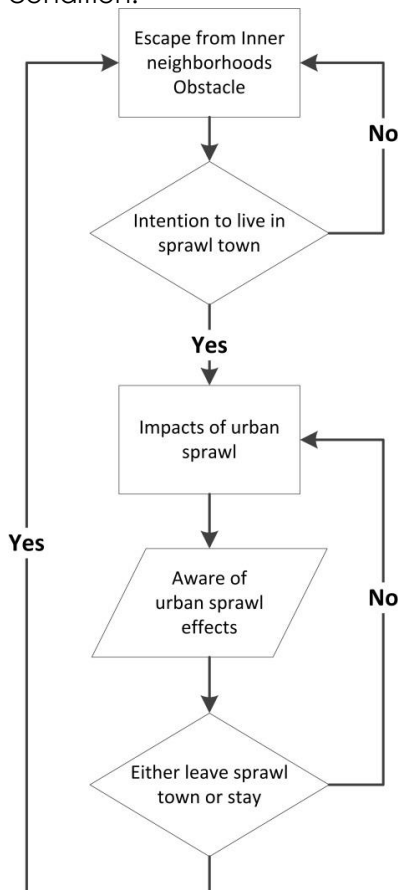 condition.
Escape from Inner
neighborhoods
Obstacle
No
Intention to live in
sprawl town
Yes
Impacts of urban
sprawl
Yes
Aware of
urban sprawl
effects
No
Either leave sprawl
town or stay